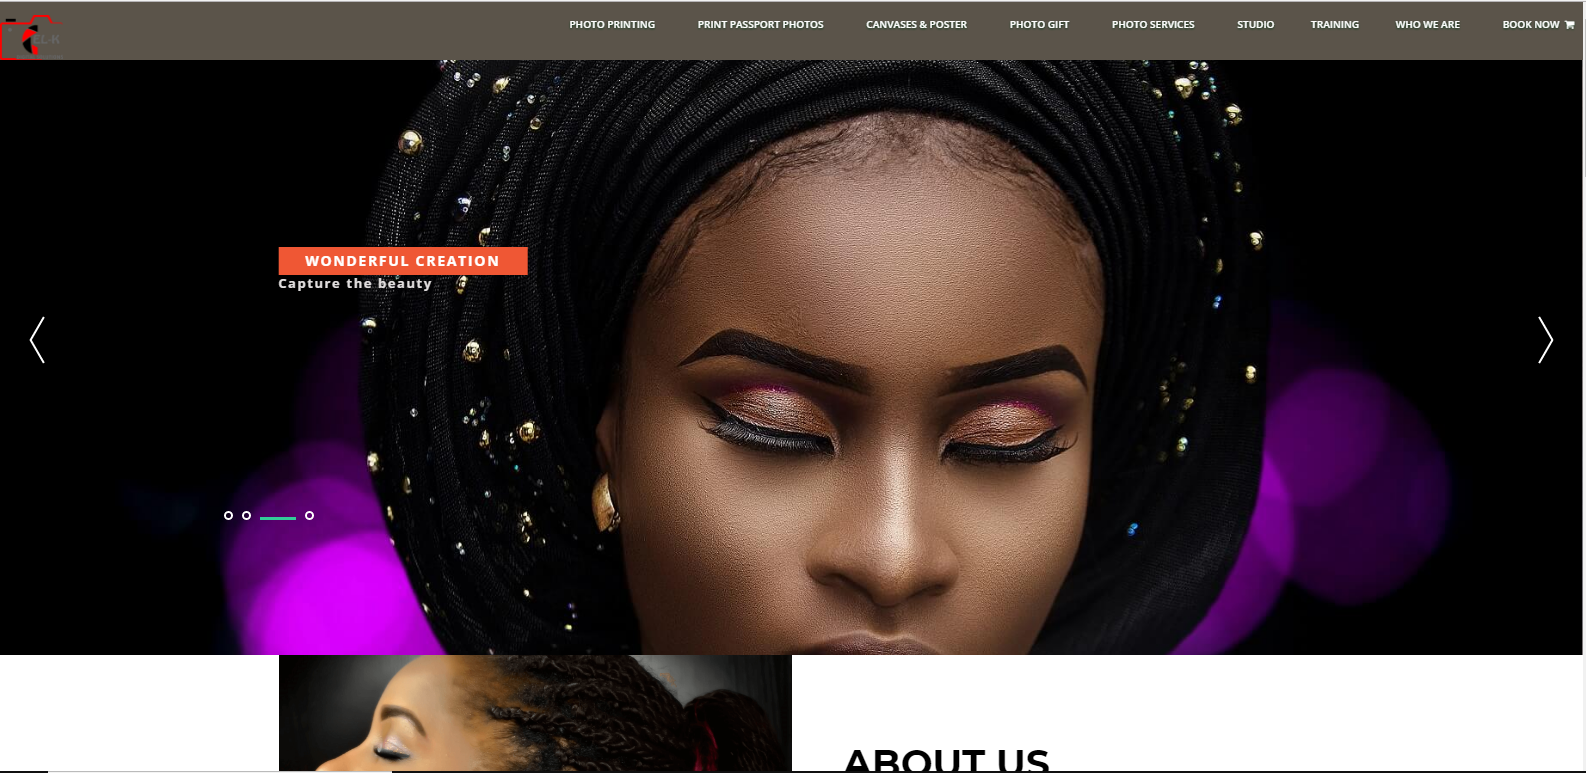 EL-K
PHOTO PRINTING
PRINT PASSPORT PHOTOS
CANVASES & POSTER
PHOTO GIFT
PHOTO SERVICES
STUDIO
TRAINING
WHO WE ARE
BOOK NOW
WONDERFUL CREATION
Capture the beauty
ABOUT US